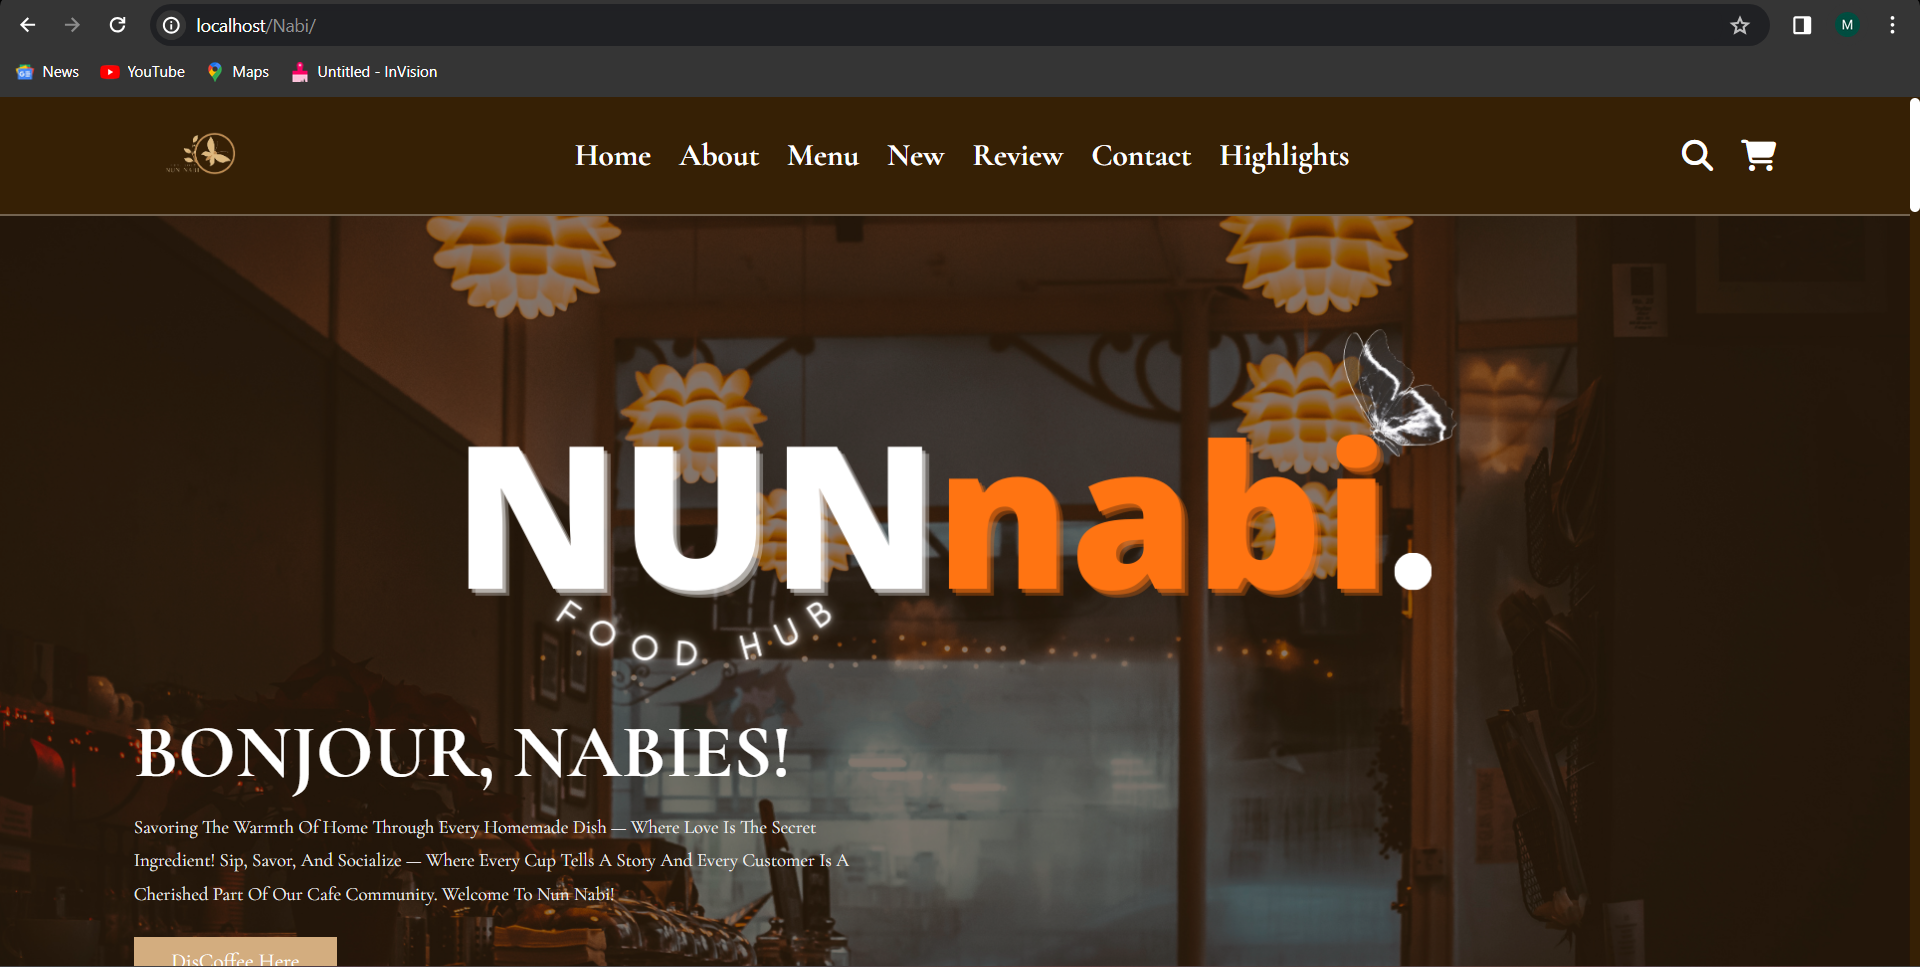 localhost/Nabi/
M
News YouTube Maps Untitled - InVision
NUN NABI
Home About Menu New Review Contact Highlights
NUNnabi.
FOOD HUB
BONJOUR, NABIES!
Savoring The Warmth Of Home Through Every Homemade Dish — Where Love Is The Secret
Ingredient! Sip, Savor, And Socialize — Where Every Cup Tells A Story And Every Customer Is A
Cherished Part Of Our Cafe Community. Welcome To Nun Nabi!
DisCoffee Here